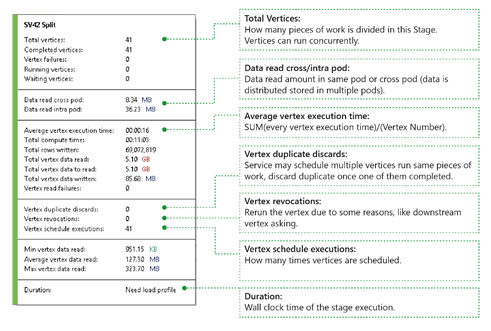 SV42 Split
Total vertices: 41
Completed vertices: 41
Vertex failures: 0
Running vertices: 0
Waiting vertices: 0
Data read cross pod: 8.34 MB
Data read intra pod: 36.23 MB
Average vertex execution time: 00:00:16
Total compute time: 00:11:03
Total rows written: 69,072,819
Total vertex data read: 5.10 GB
Total vertex data to read: 5.10 GB
Total vertex data written: 85.68 MB
Vertex read failures: 0
Vertex duplicate discards: 0
Vertex revocations: 0
Vertex schedule executions: 41
Min vertex data read: 951.15 KB
Average vertex data read: 127.30 MB
Max vertex data read: 323.70 MB
Duration: Need load profile
Total Vertices:
How many pieces of work is divided in this Stage.
Vertices can run concurrently.
Data read cross/intra pod:
Data read amount in same pod or cross pod (data is
distributed stored in multiple pods).
Average vertex execution time:
SUM(every vertex execution time)/(Vertex Number).
Vertex duplicate discards:
Service may schedule multiple vertices run same pieces of
work, discard duplicate once one of them completed.
Vertex revocations:
Rerun the vertex due to some reasons, like downstream
vertex asking.
Vertex schedule executions:
How many times vertices are scheduled.
Duration:
Wall clock time of the stage execution.